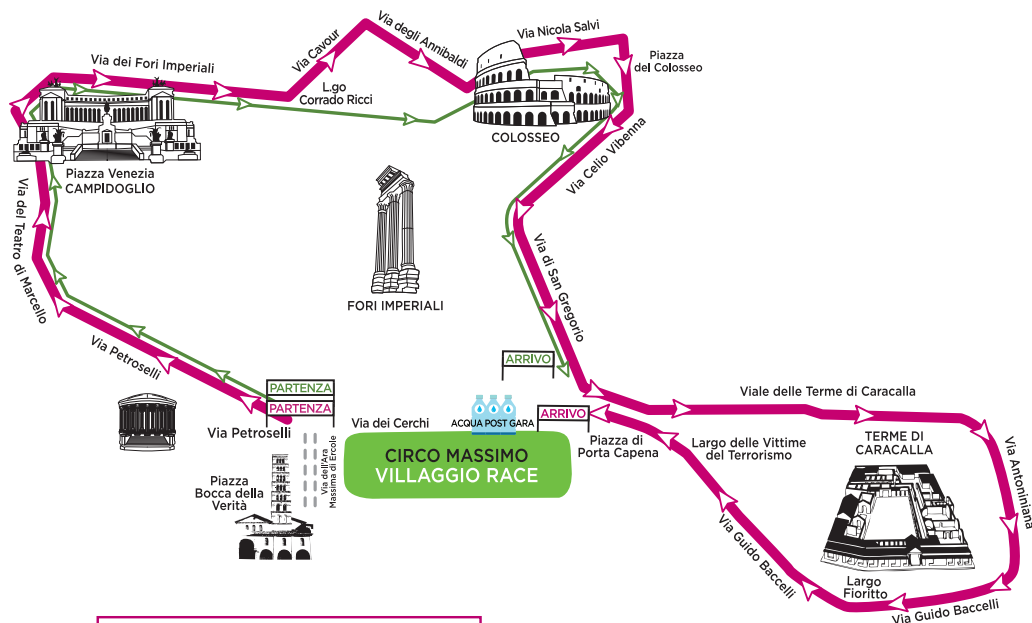 Via dei Fori Imperiali
Via Cavour
Via degli Annibaldi
Via Nicola Salvi
Piazza
del Colosseo
L.go
Corrado Ricci
COLOSSEO
Via Celio Vibenna
Piazza Venezia
CAMPIDOGLIO
Via del Teatro di Marcello
FORI IMPERIALI
Via di San Gregorio
Via Petroselli
PARTENZA
PARTENZA
ARRIVO
ARRIVO
Viale delle Terme di Caracalla
Via Petroselli
Via dei Cerchi
ACQUA POST GARA
Piazza di
Porta Capena
Largo delle Vittime
del Terrorismo
TERME DI
CARACALLA
Via Antoniniana
CIRCO MASSIMO
VILLAGGIO RACE
Via dell'Ara
Massima di Ercole
Piazza
Bocca della
Verità
Via Guido Baccelli
Largo
Fioritto
Via Guido Baccelli